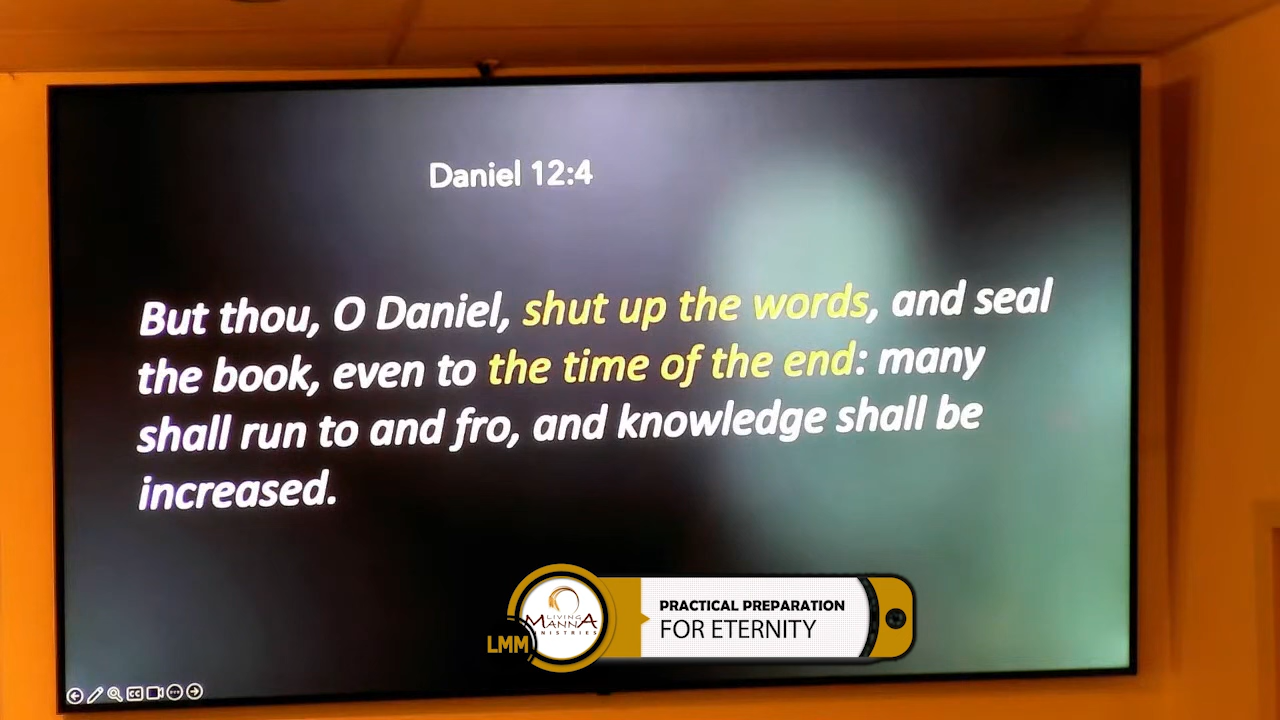 Daniel 12:4
But thou, O Daniel, shut up the words, and seal
the book, even to the time of the end: many
shall run to and fro, and knowledge shall be
increased.
LIVING
MANNA
MINISTRIES
LMM
PRACTICAL PREPARATION
FOR ETERNITY
CC